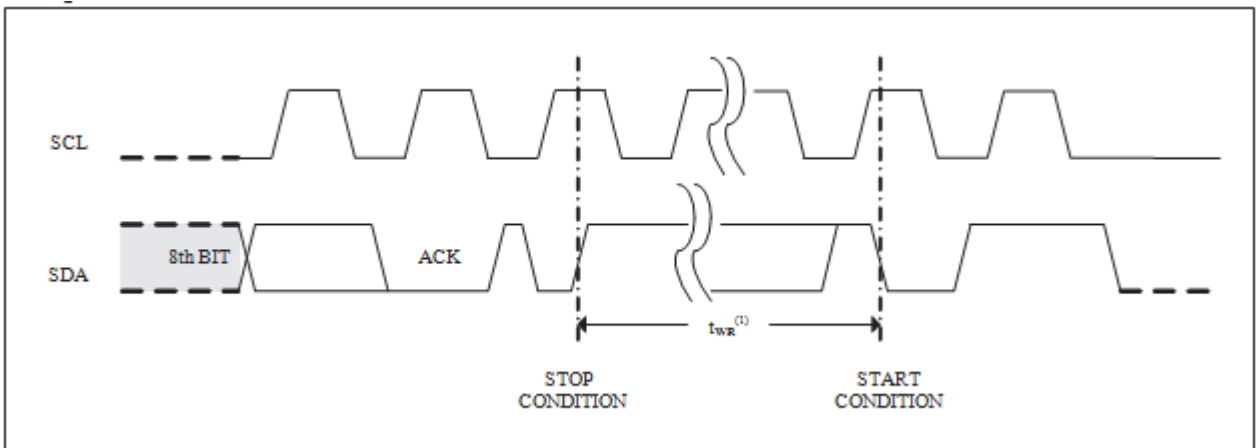 SCL
SDA
8th BIT
ACK
tWR(1)
STOP
CONDITION
START
CONDITION